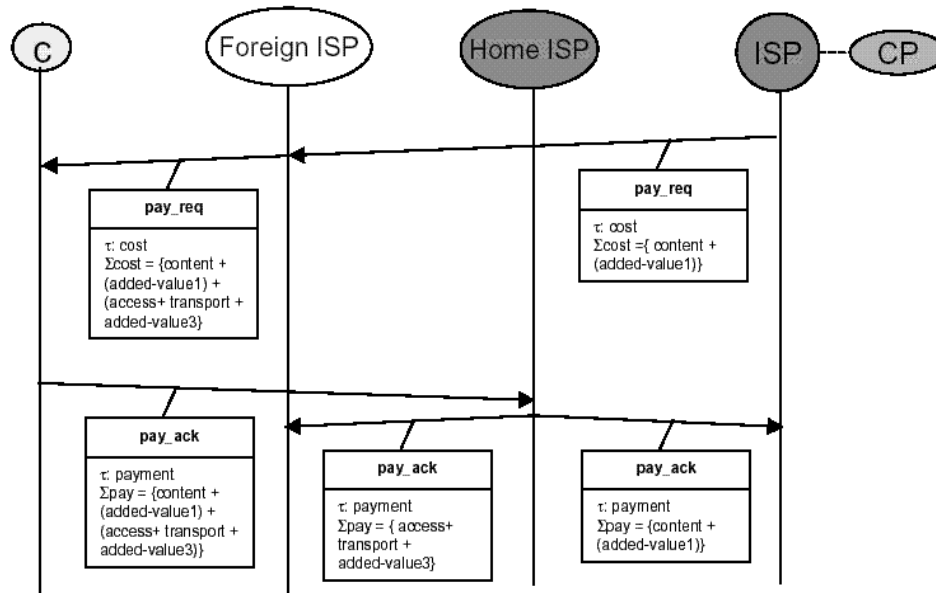 C
Foreign ISP
Home ISP
ISP
CP
pay_req
τ: cost
Σcost = {content +
(added-value1) +
(access+ transport +
added-value3}
pay_req
τ: cost
Σcost ={ content +
(added-value1)}
pay_ack
τ: payment
Σpay = {content +
(added-value1) +
(access+ transport +
added-value3)}
pay_ack
τ: payment
Σpay = { access+
transport +
added-value3}
pay_ack
τ: payment
Σpay = {content +
(added-value1)}